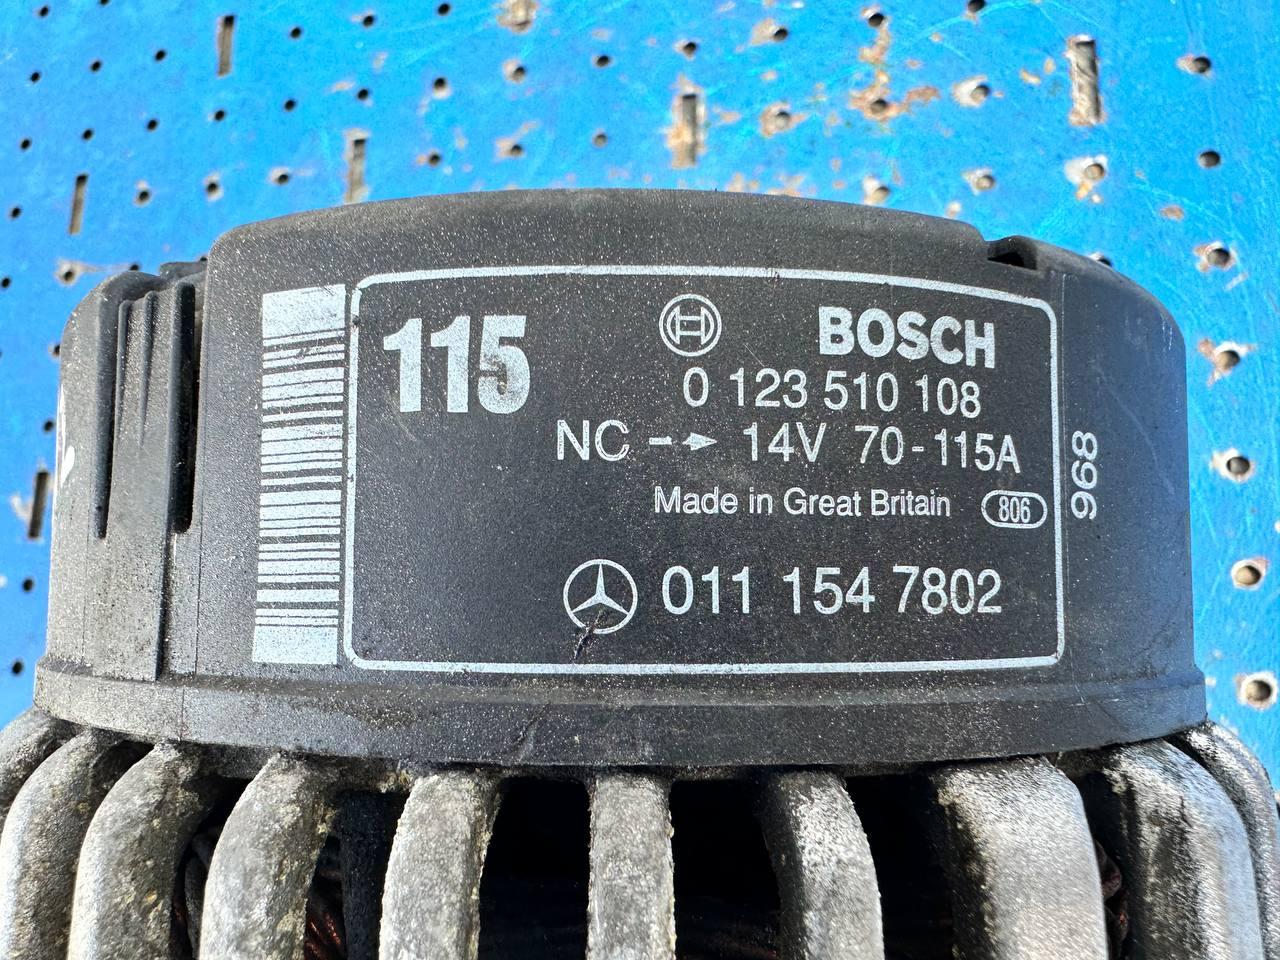 115
BOSCH
0 123 510 108
NC 14V 70-115A
Made in Great Britain 806
011 154 7802
968